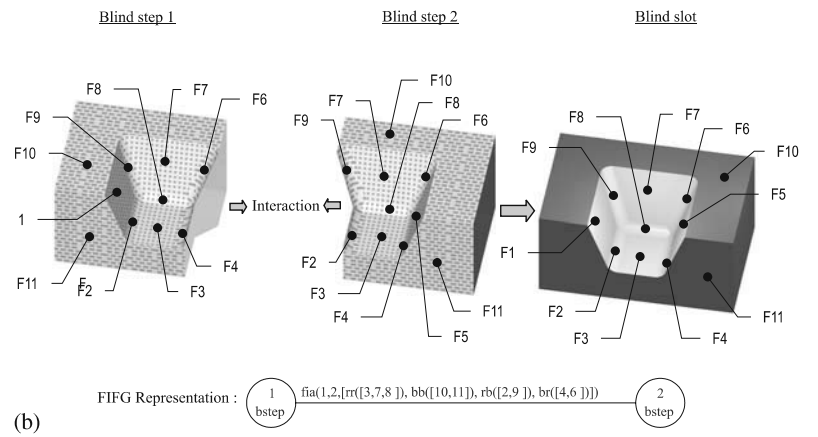 Blind step 1
Blind step 2
Blind slot
F8
F7
F6
F9
F10
1
F11
F
F2
F3
F4
Interaction
F10
F7
F8
F9
F6
F2
F3
F4
F11
F5
F8
F7
F9
F6
F10
F5
F1
F2
F3
F4
F11
FIFG Representation :
1
bstep
fia(1,2,[rr([3,7,8 ]), bb([10,11]), rb([2,9 ]), br([4,6 ])])
2
bstep
(b)